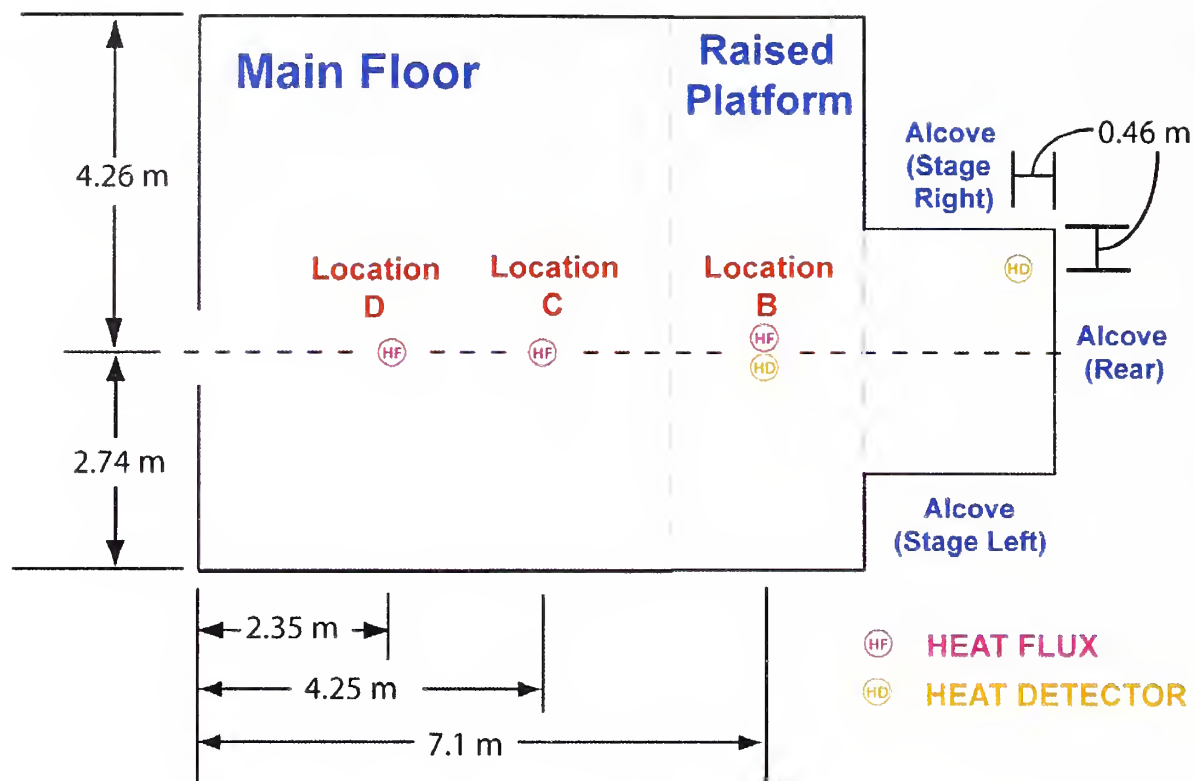 Main Floor
Raised
Platform
Alcove
(Stage
Right)
0.46 m
4.26 m
Location
D
Location
C
Location
B
HD
HF
HF
HF
HD
Alcove
(Rear)
2.74 m
Alcove
(Stage Left)
2.35 m
4.25 m
7.1 m
HF HEAT FLUX
HD HEAT DETECTOR